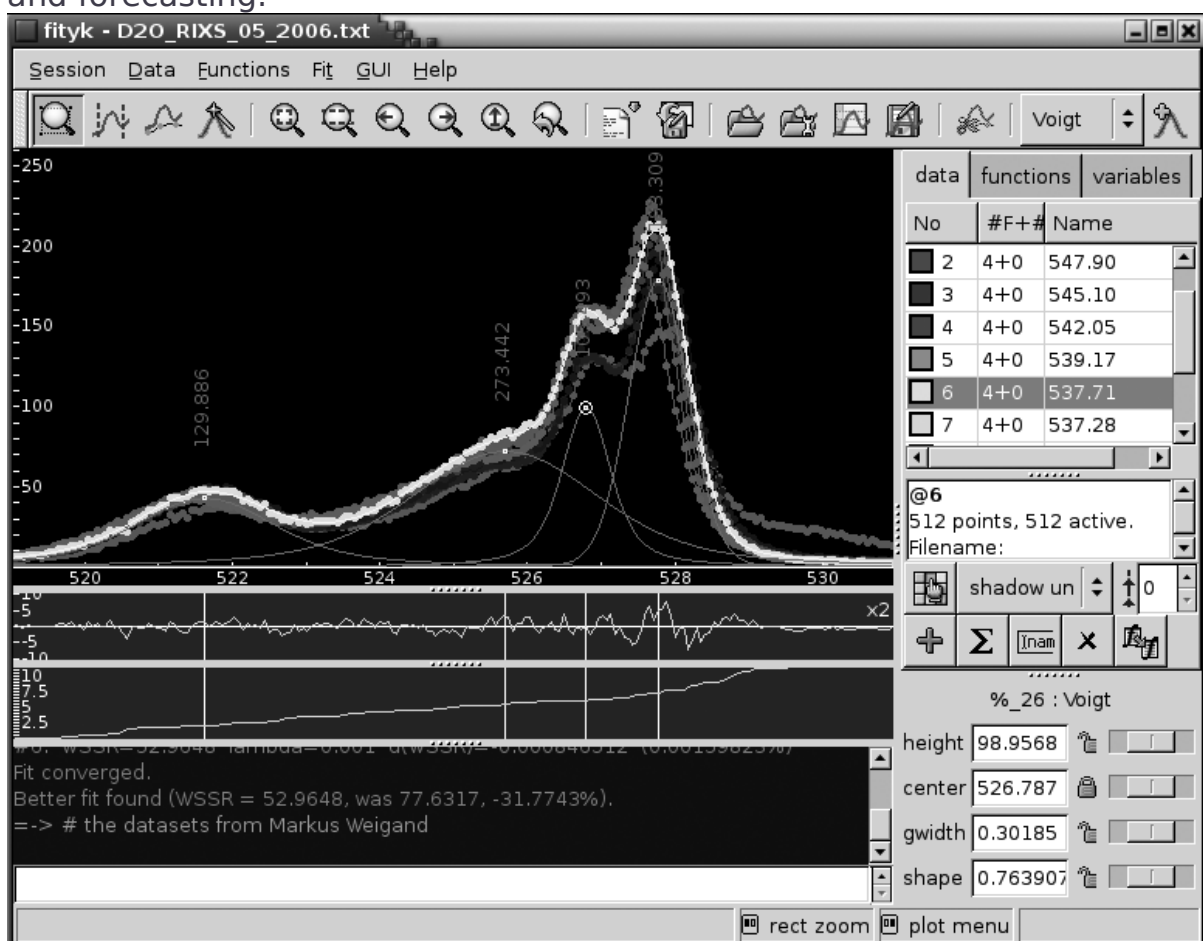 and forecasting.
fityk - D2O_RIXS_05_2006.txt
Session Data Functions Fit GUI Help
Voigt
-250
-200
-150
-100
-50
129.886
273.442
520 522 524 526 528 530
-5
--5
x2
10
7.5
5
2.5
Fit converged.
Better fit found (WSSR = 52.9648, was 77.6317, -31.7743%).
=-> # the datasets from Markus Weigand
data functions variables
No #F+# Name
2 4+0 547.90
3 4+0 545.10
4 4+0 542.05
5 4+0 539.17
6 4+0 537.71
7 4+0 537.28
@6
512 points, 512 active.
Filename:
shadow un 0
Σ
%_26 : Voigt
height 98.9568
center 526.787
gwidth 0.30185
shape 0.763907
rect zoom plot menu